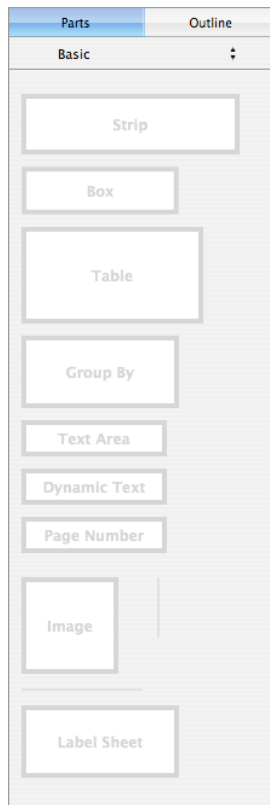 Parts Outline
Basic
Strip
Box
Table
Group By
Text Area
Dynamic Text
Page Number
Image
Label Sheet